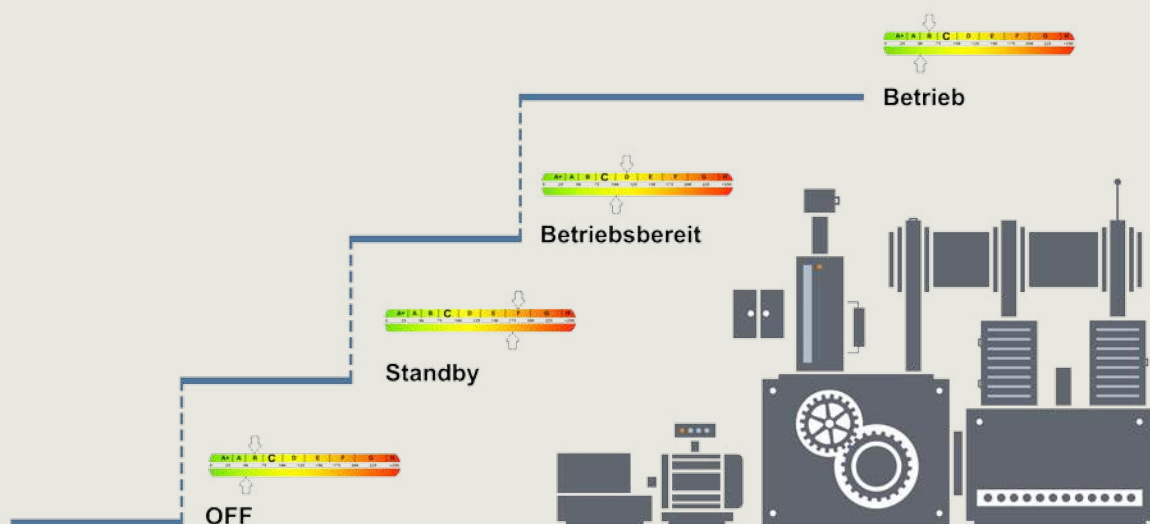 A+ A B C D E F G H
Betrieb
A+ A B C D E F G H
Betriebsbereit
A+ A B C D E F G H
Standby
A+ A B C D E F G H
OFF